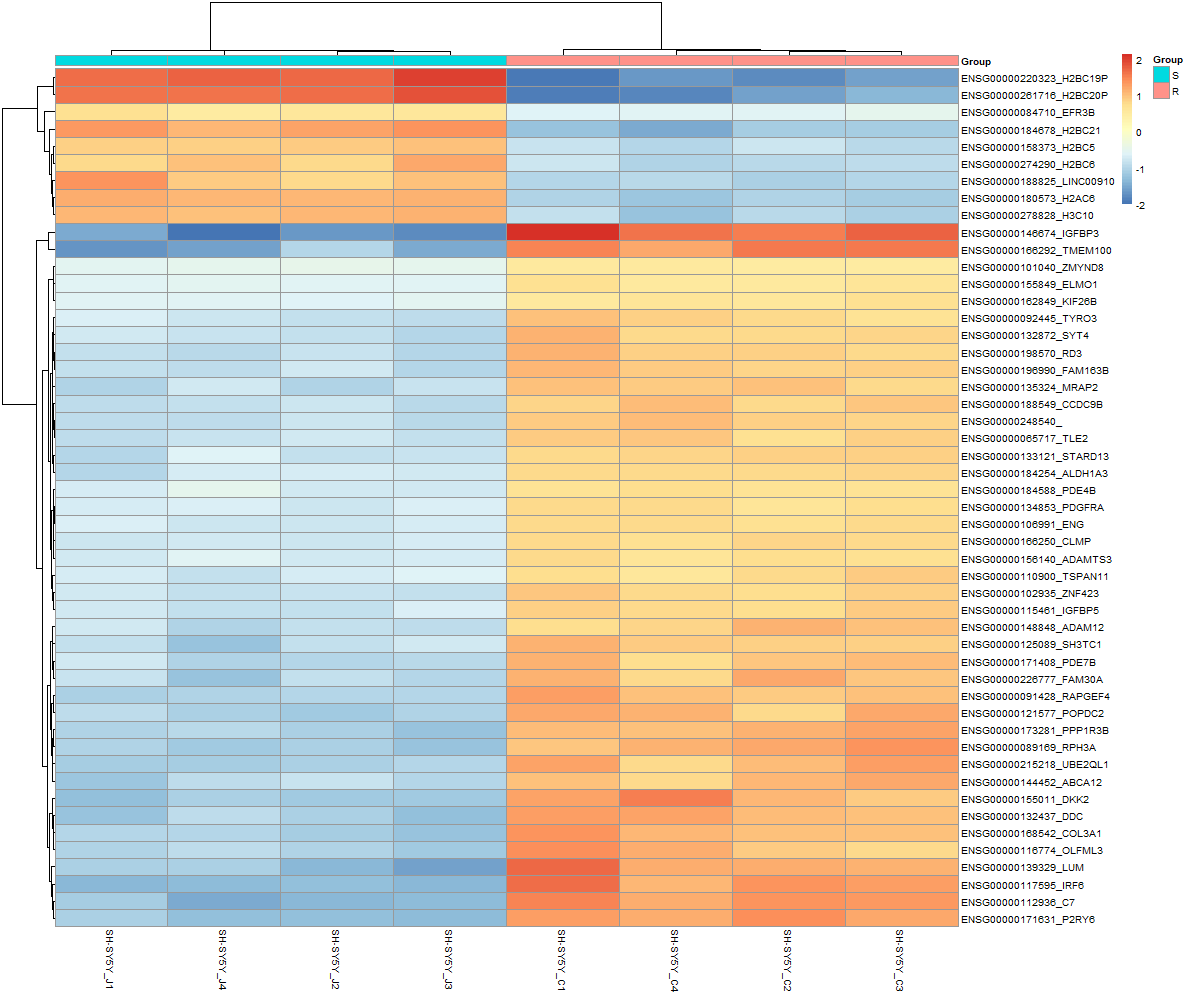 Group
ENSG00000220323_H2BC19P
ENSG00000261716_H2BC20P
ENSG00000084710_EFR3B
ENSG00000184678_H2BC21
ENSG00000158373_H2BC5
ENSG00000274290_H2BC6
ENSG00000188825_LINC00910
ENSG00000180573_H2AC6
ENSG00000278828_H3C10
ENSG00000146674_IGFBP3
ENSG00000166292_TMEM100
ENSG00000101040_ZMYND8
ENSG00000155849_ELMO1
ENSG00000162849_KIF26B
ENSG00000092445_TYRO3
ENSG00000132872_SYT4
ENSG00000198570_RD3
ENSG00000196990_FAM163B
ENSG00000135324_MRAP2
ENSG00000188549_CCDC9B
ENSG00000248540_
ENSG00000065717_TLE2
ENSG00000133121_STARD13
ENSG00000184254_ALDH1A3
ENSG00000184588_PDE4B
ENSG00000134853_PDGFRA
ENSG00000106991_ENG
ENSG00000166250_CLMP
ENSG00000156140_ADAMTS3
ENSG00000110900_TSPAN11
ENSG00000102935_ZNF423
ENSG00000115461_IGFBP5
ENSG00000148848_ADAM12
ENSG00000125089_SH3TC1
ENSG00000171408_PDE7B
ENSG00000226777_FAM30A
ENSG00000091428_RAPGEF4
ENSG00000121577_POPDC2
ENSG00000173281_PPP1R3B
ENSG00000089169_RPH3A
ENSG00000215218_UBE2QL1
ENSG00000144452_ABCA12
ENSG00000155011_DKK2
ENSG00000132437_DDC
ENSG00000168542_COL3A1
ENSG00000116774_OLFML3
ENSG00000139329_LUM
ENSG00000117595_IRF6
ENSG00000112936_C7
ENSG00000171631_P2RY6
2
1
0
-1
-2
Group
S
R
SH-SY5Y_J1
SH-SY5Y_J4
SH-SY5Y_J2
SH-SY5Y_J3
SH-SY5Y_C1
SH-SY5Y_C4
SH-SY5Y_C2
SH-SY5Y_C3